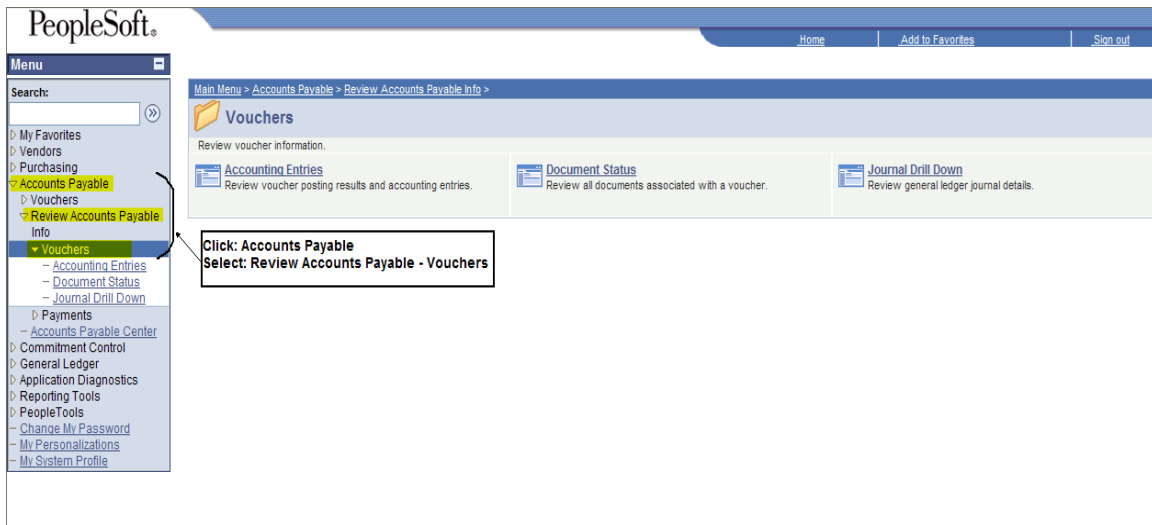 PeopleSoft®
Home
Add to Favorites
Sign out
Menu
Search:
My Favorites
Vendors
Purchasing
Accounts Payable
Vouchers
Review Accounts Payable
Info
Vouchers
– Accounting Entries
– Document Status
– Journal Drill Down
Payments
– Accounts Payable Center
Commitment Control
General Ledger
Application Diagnostics
Reporting Tools
PeopleTools
– Change My Password
– My Personalizations
– My System Profile
Main Menu > Accounts Payable > Review Accounts Payable Info >
Vouchers
Review voucher information.
Accounting Entries
Review voucher posting results and accounting entries.
Document Status
Review all documents associated with a voucher.
Journal Drill Down
Review general ledger journal details.
Click: Accounts Payable
Select: Review Accounts Payable - Vouchers